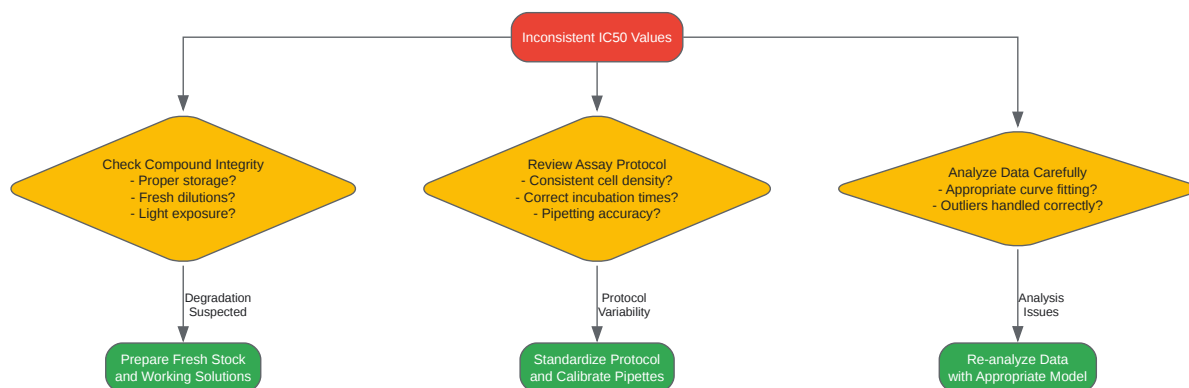 Inconsistent IC50 Values
Check Compound Integrity
- Proper storage?
- Fresh dilutions?
- Light exposure?
Review Assay Protocol
- Consistent cell density?
- Correct incubation times?
- Pipetting accuracy?
Analyze Data Carefully
- Appropriate curve fitting?
- Outliers handled correctly?
Degradation
Suspected
Protocol
Variability
Analysis
Issues
Prepare Fresh Stock
and Working Solutions
Standardize Protocol
and Calibrate Pipettes
Re-analyze Data
with Appropriate Model